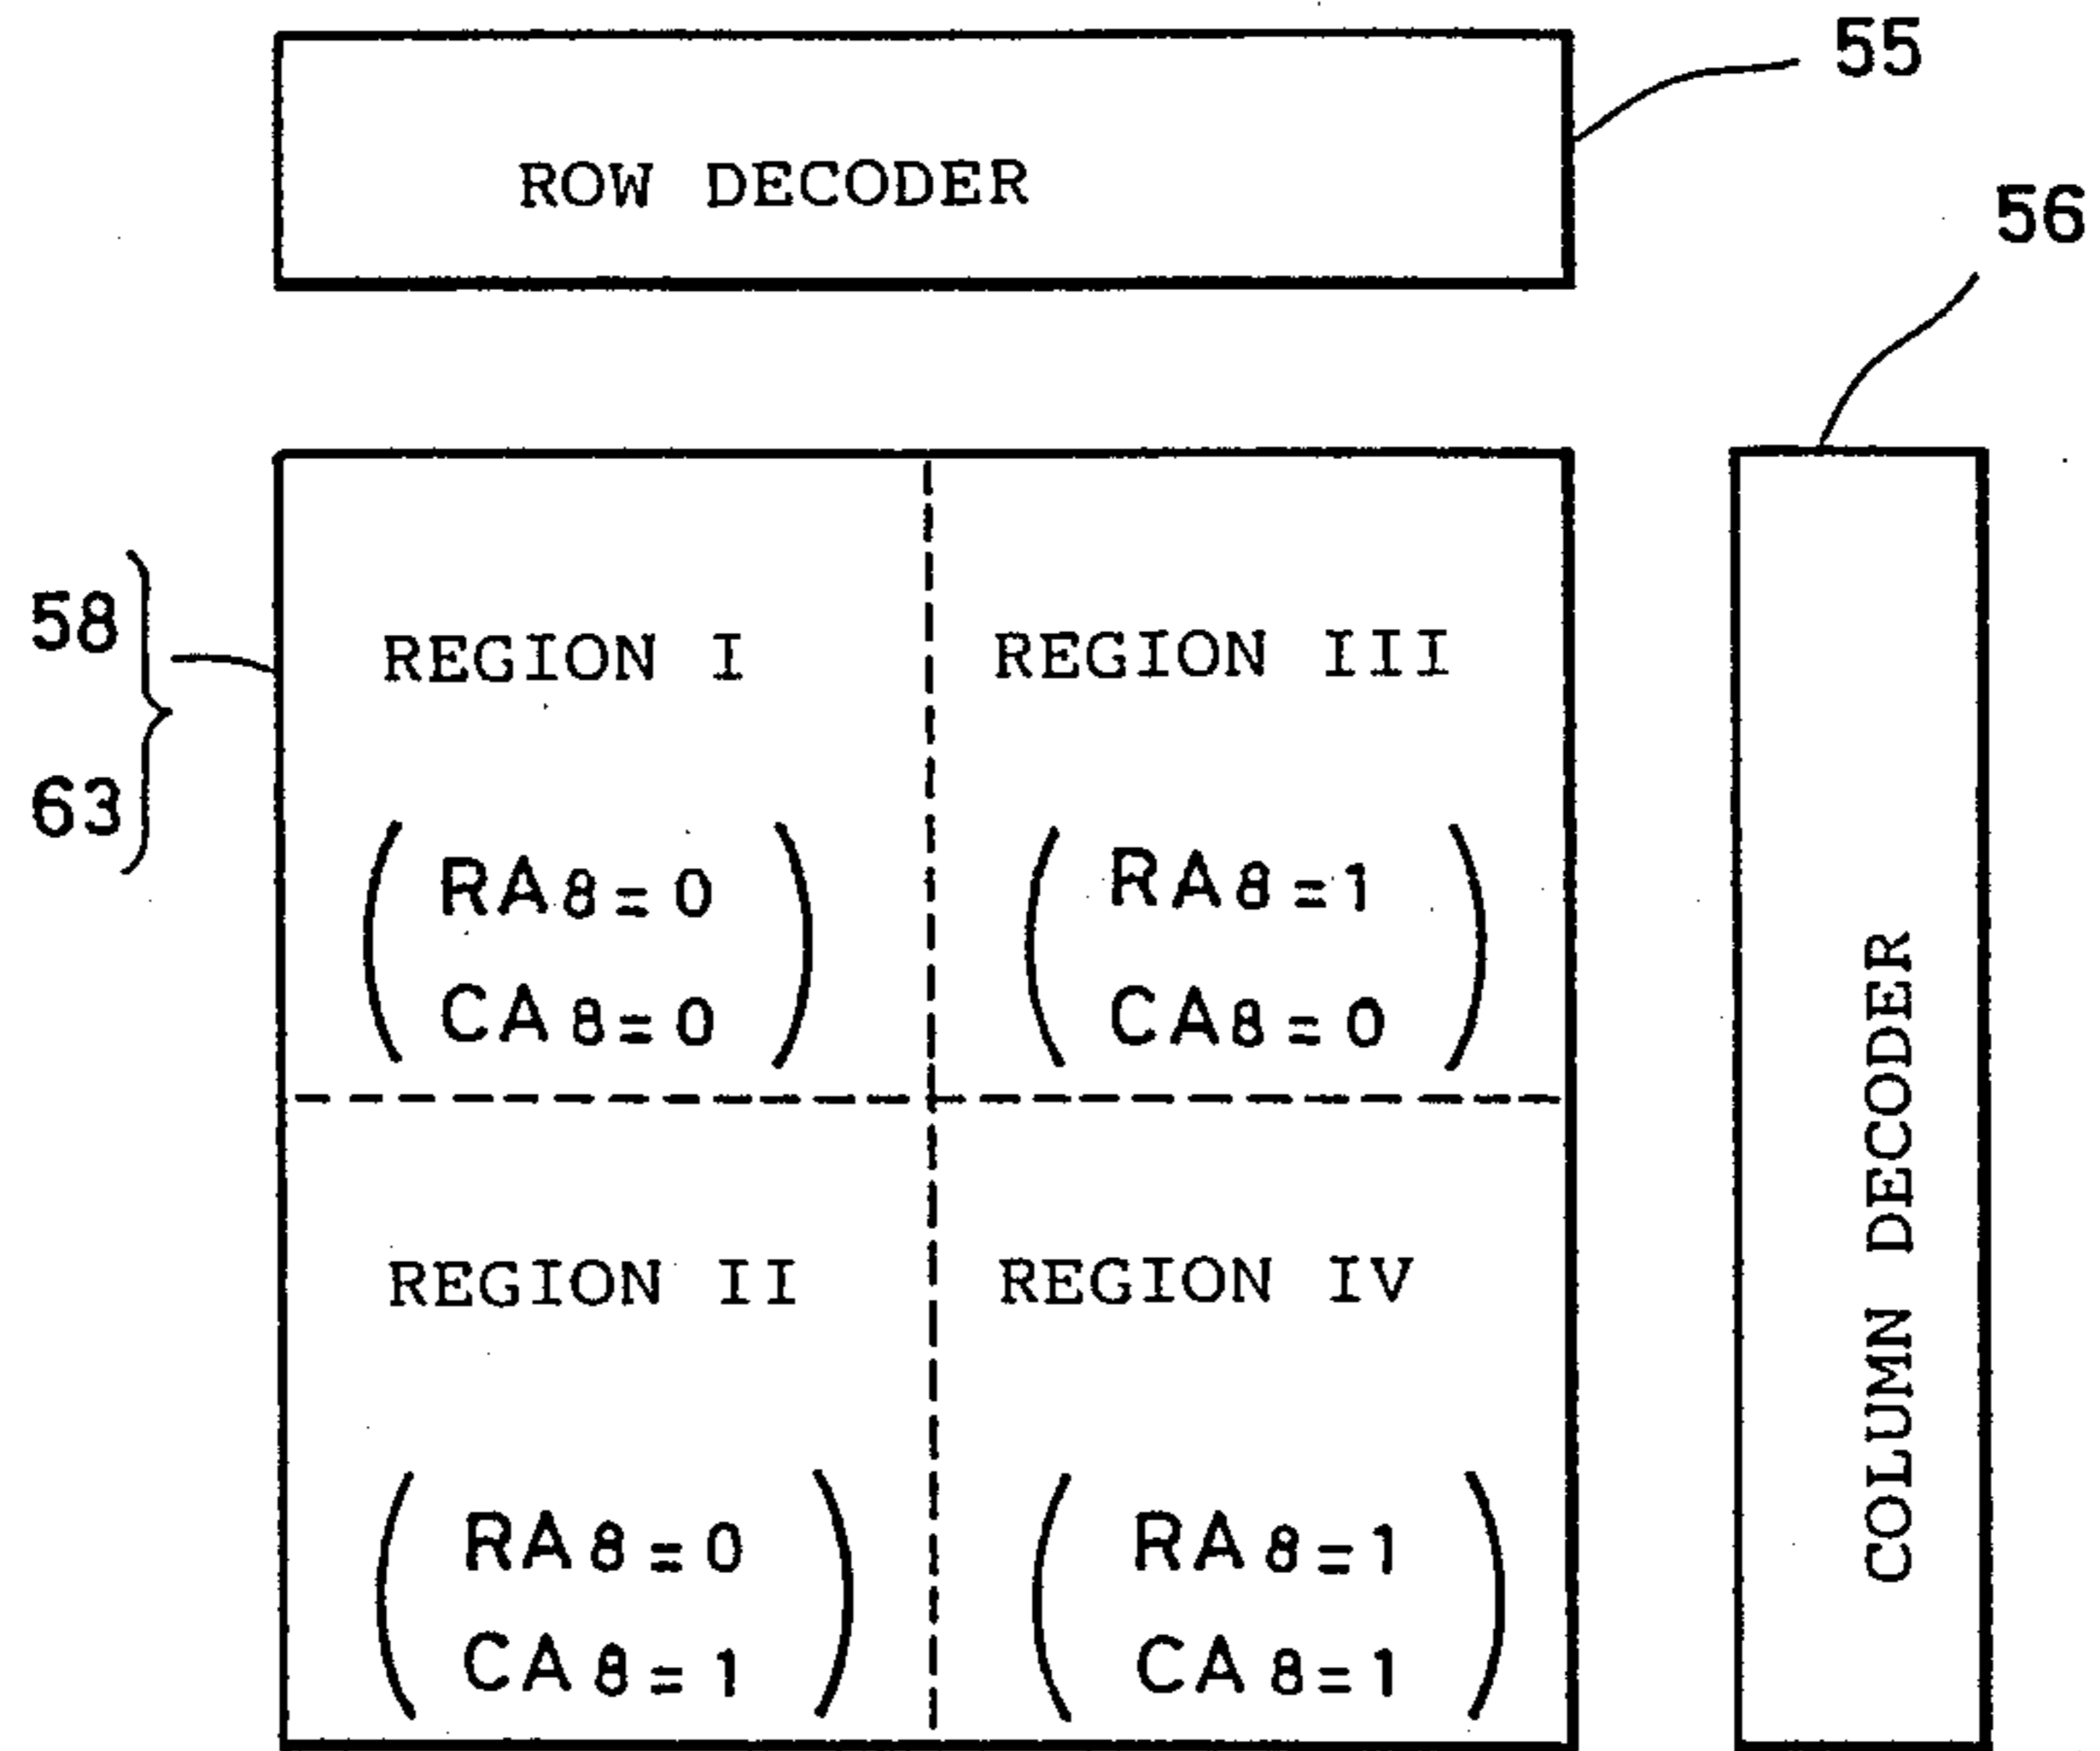 55
ROW DECODER
56
58
63
REGION I
REGION III
RA8=0
CA8=0
RA8=1
CA8=0
REGION II
REGION IV
RA8=0
CA8=1
RA8=1
CA8=1
COLUMN DECODER